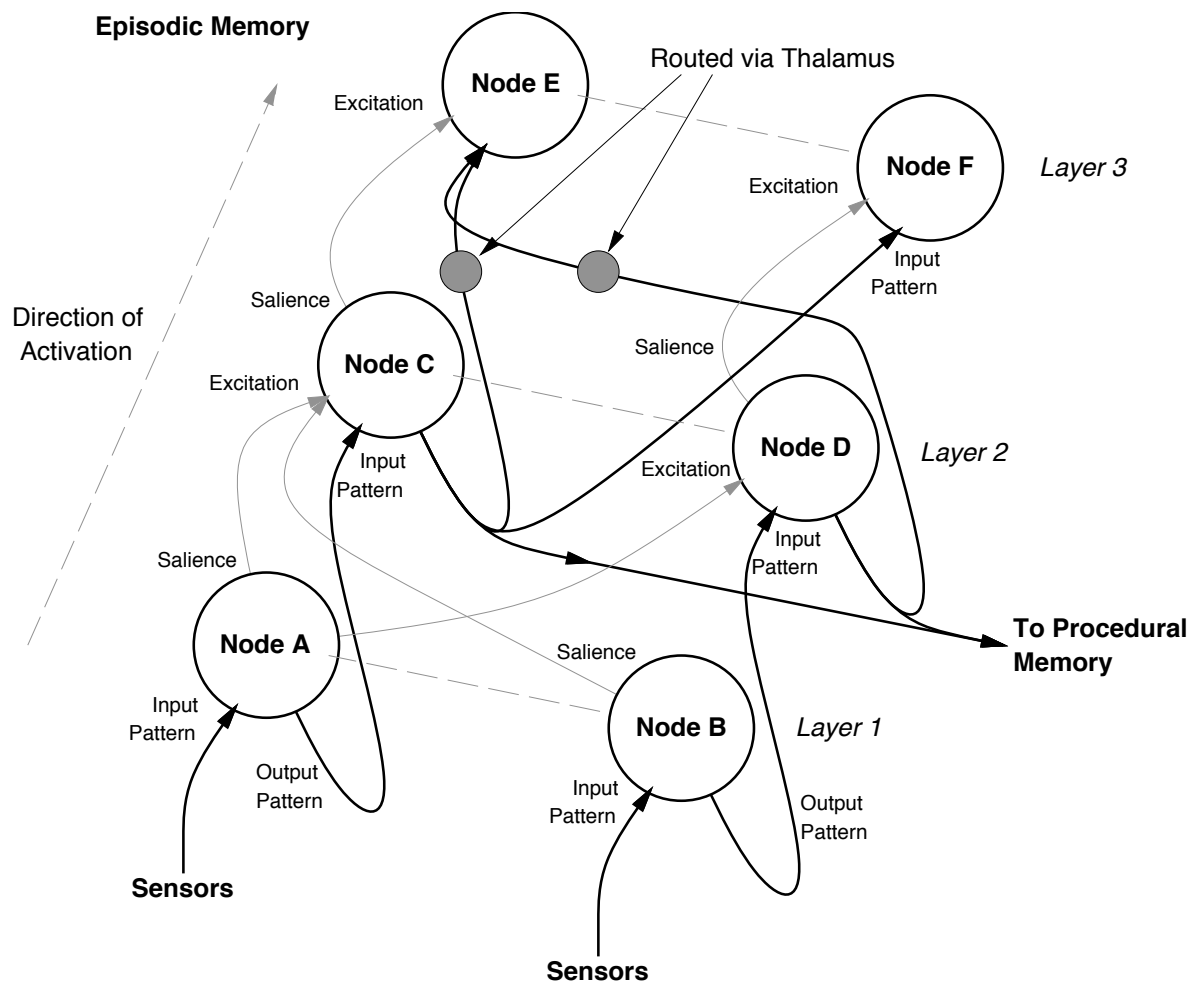 Episodic Memory
Node E
Routed via Thalamus
Excitation
Node F
Layer 3
Excitation
Input
Pattern
Salience
Direction of
Activation
Salience
Node C
Excitation
Node D
Layer 2
Input
Pattern
Excitation
Input
Pattern
Salience
Node A
To Procedural
Memory
Salience
Input
Pattern
Node B
Layer 1
Output
Pattern
Input
Pattern
Output
Pattern
Sensors
Sensors